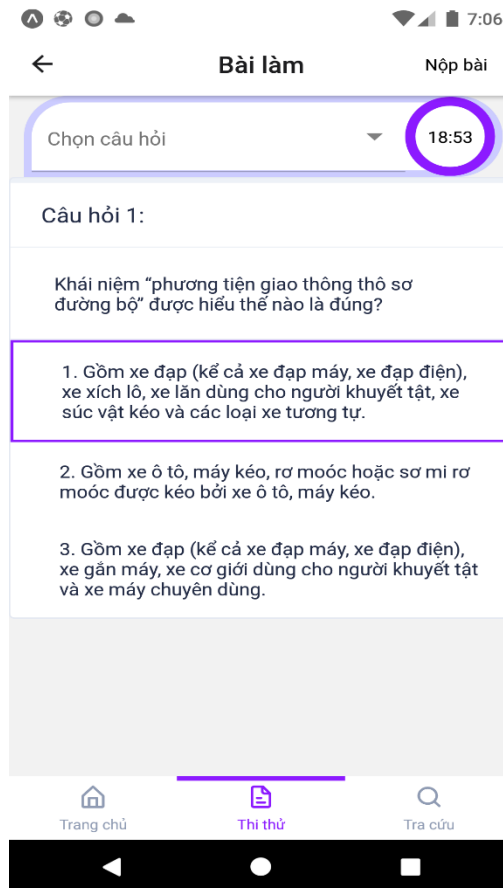 7:06
Bài làm
Nộp bài
Chọn câu hỏi
18:53
Câu hỏi 1:
Khái niệm “phương tiện giao thông thô sơ
đường bộ” được hiểu thế nào là đúng?
1. Gồm xe đạp (kể cả xe đạp máy, xe đạp điện),
xe xích lô, xe lăn dùng cho người khuyết tật, xe
súc vật kéo và các loại xe tương tự.
2. Gồm xe ô tô, máy kéo, rơ moóc hoặc sơ mi rơ
moóc được kéo bởi xe ô tô, máy kéo.
3. Gồm xe đạp (kể cả xe đạp máy, xe đạp điện),
xe gắn máy, xe cơ giới dùng cho người khuyết tật
và xe máy chuyên dùng.
Trang chủ
Thi thử
Tra cứu